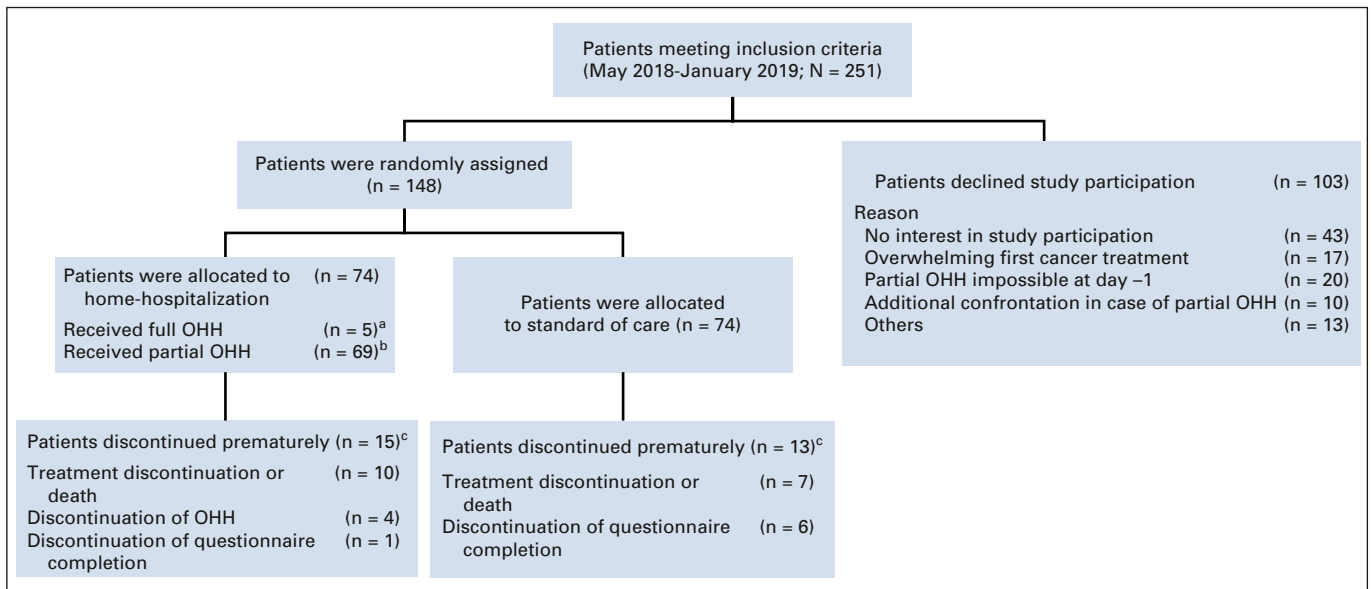 Patients meeting inclusion criteria
(May 2018-January 2019; N = 251)
Patients were randomly assigned
(n = 148)
Patients declined study participation (n = 103)
Reason
No interest in study participation (n = 43)
Overwhelming first cancer treatment (n = 17)
Partial OHH impossible at day –1 (n = 20)
Additional confrontation in case of partial OHH (n = 10)
Others (n = 13)
Patients were allocated to (n = 74)
home-hospitalization
Received full OHH (n = 5)a
Received partial OHH (n = 69)b
Patients were allocated
to standard of care (n = 74)
Patients discontinued prematurely (n = 15)c
Treatment discontinuation or (n = 10)
death
Discontinuation of OHH (n = 4)
Discontinuation of questionnaire (n = 1)
completion
Patients discontinued prematurely (n = 13)c
Treatment discontinuation or (n = 7)
death
Discontinuation of questionnaire (n = 6)
completion